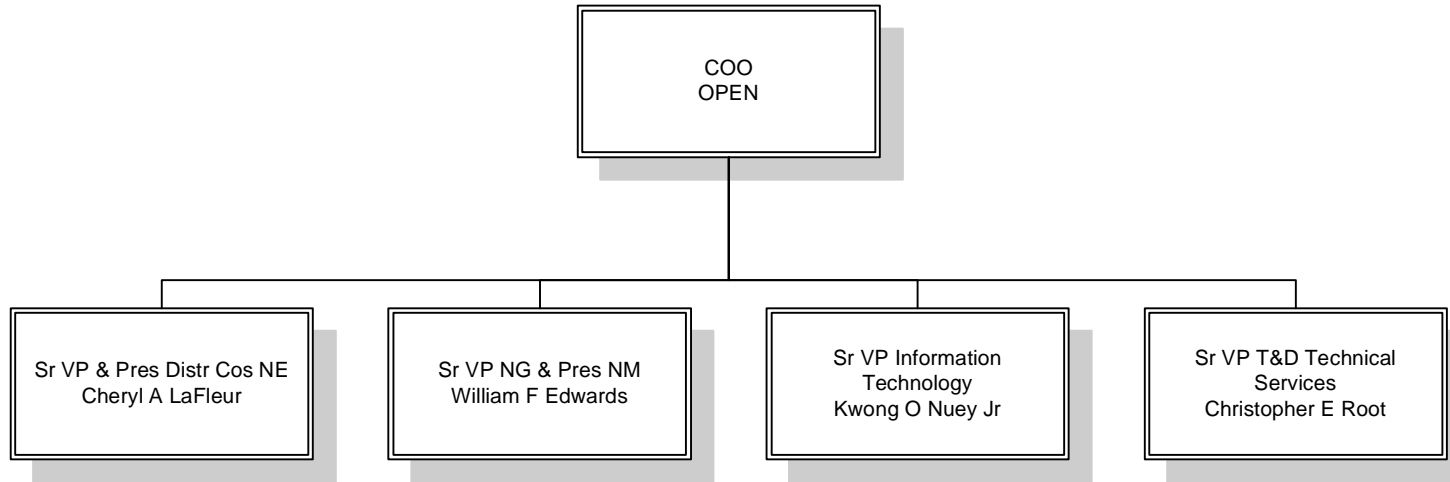 COO
OPEN
Sr VP & Pres Distr Cos NE
Cheryl A LaFleur
Sr VP NG & Pres NM
William F Edwards
Sr VP Information
Technology
Kwong O Nuey Jr
Sr VP T&D Technical
Services
Christopher E Root